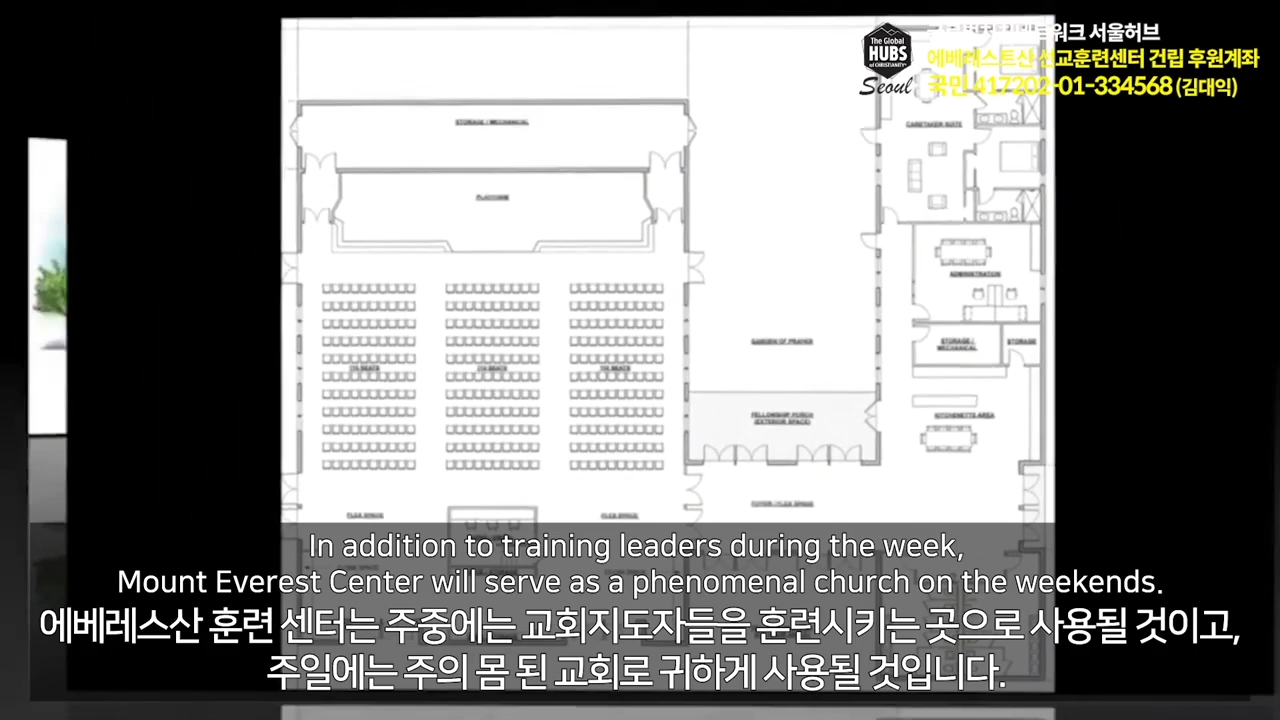 The Global
HUBS
of CHRISTIANITY
Seoul
서울허브
에베레스트산 선교훈련센터 건립 후원계좌
국민 417202-01-334568 (김대익)
STORAGE / MECHANICAL
PLATFORM
CARETAKER SUITE
ADMINISTRATION
STORAGE /
MECHANICAL
STORAGE
GARDEN OF PRAYER
FELLOWSHIP PORCH
(EXTERIOR SPACE)
KITCHENETTE AREA
FOYER / FLEX SPACE
FLEX SPACE
FLEX SPACE
In addition to training leaders during the week,
Mount Everest Center will serve as a phenomenal church on the weekends.
에베레스산 훈련 센터는 주중에는 교회지도자들을 훈련시키는 곳으로 사용될 것이고,
주일에는 주의 몸 된 교회로 귀하게 사용될 것입니다.